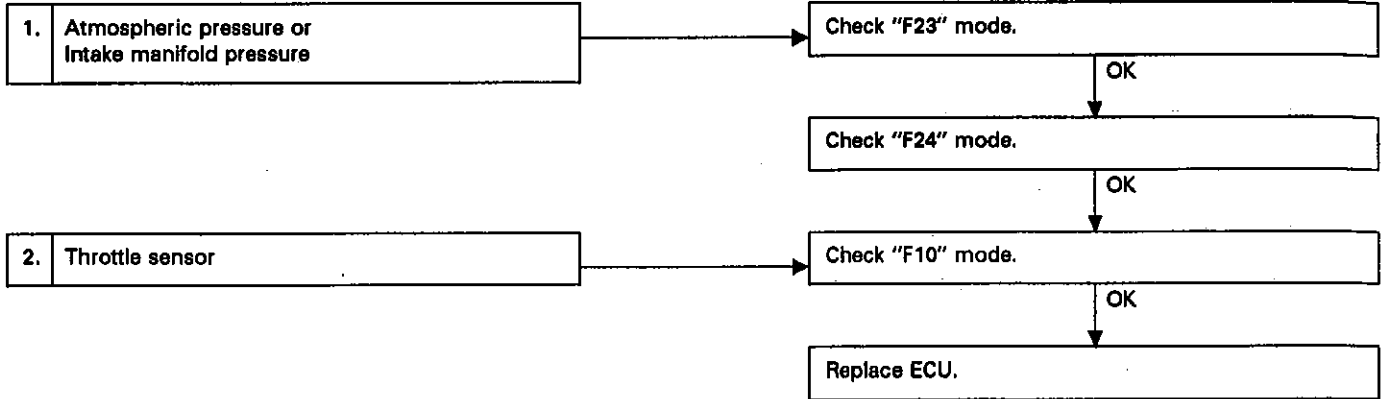 1. Atmospheric pressure or
Intake manifold pressure
Check "F23" mode.
OK
Check "F24" mode.
OK
2. Throttle sensor
Check "F10" mode.
OK
Replace ECU.